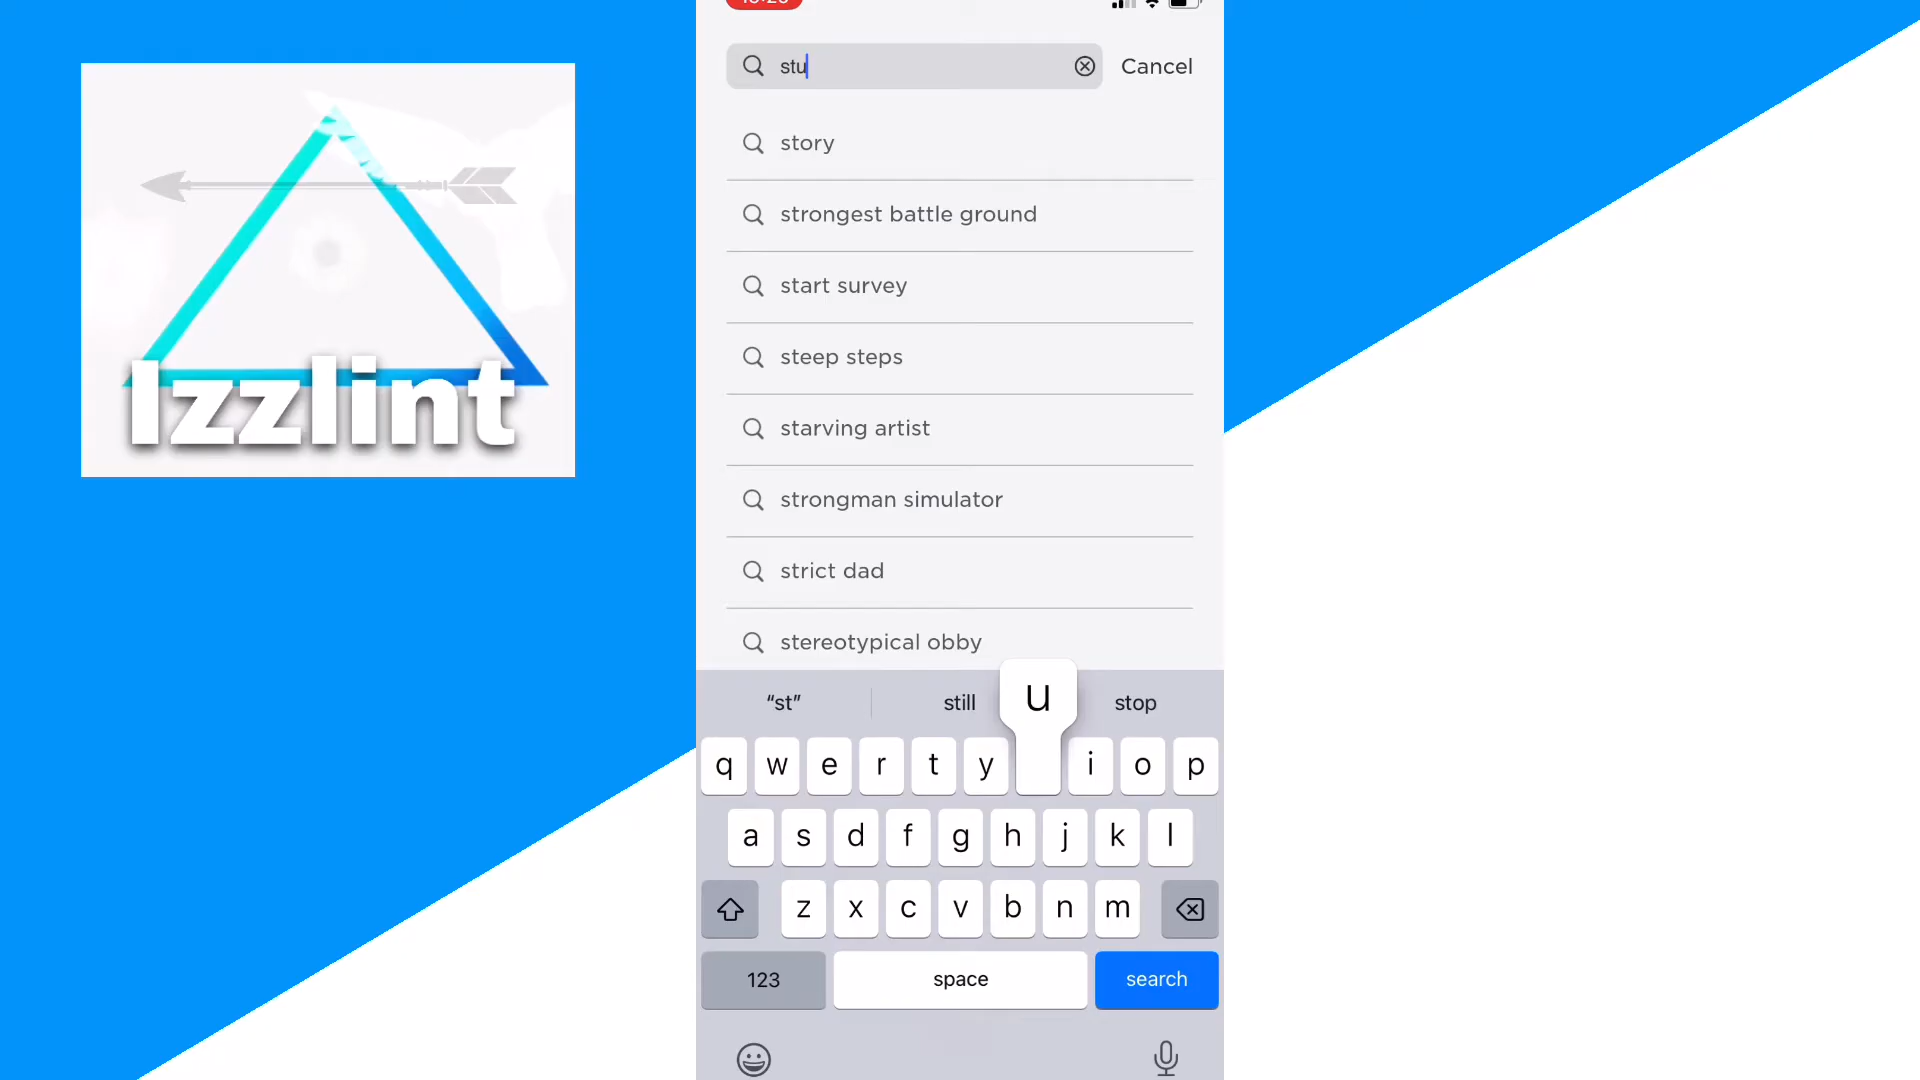 stu
Cancel
story
strongest battle ground
start survey
steep steps
starving artist
strongman simulator
strict dad
stereotypical obby
“st”
still
u
stop
q w e r t y i o p
a s d f g h j k l
z x c v b n m
123
space
search
Izzlint